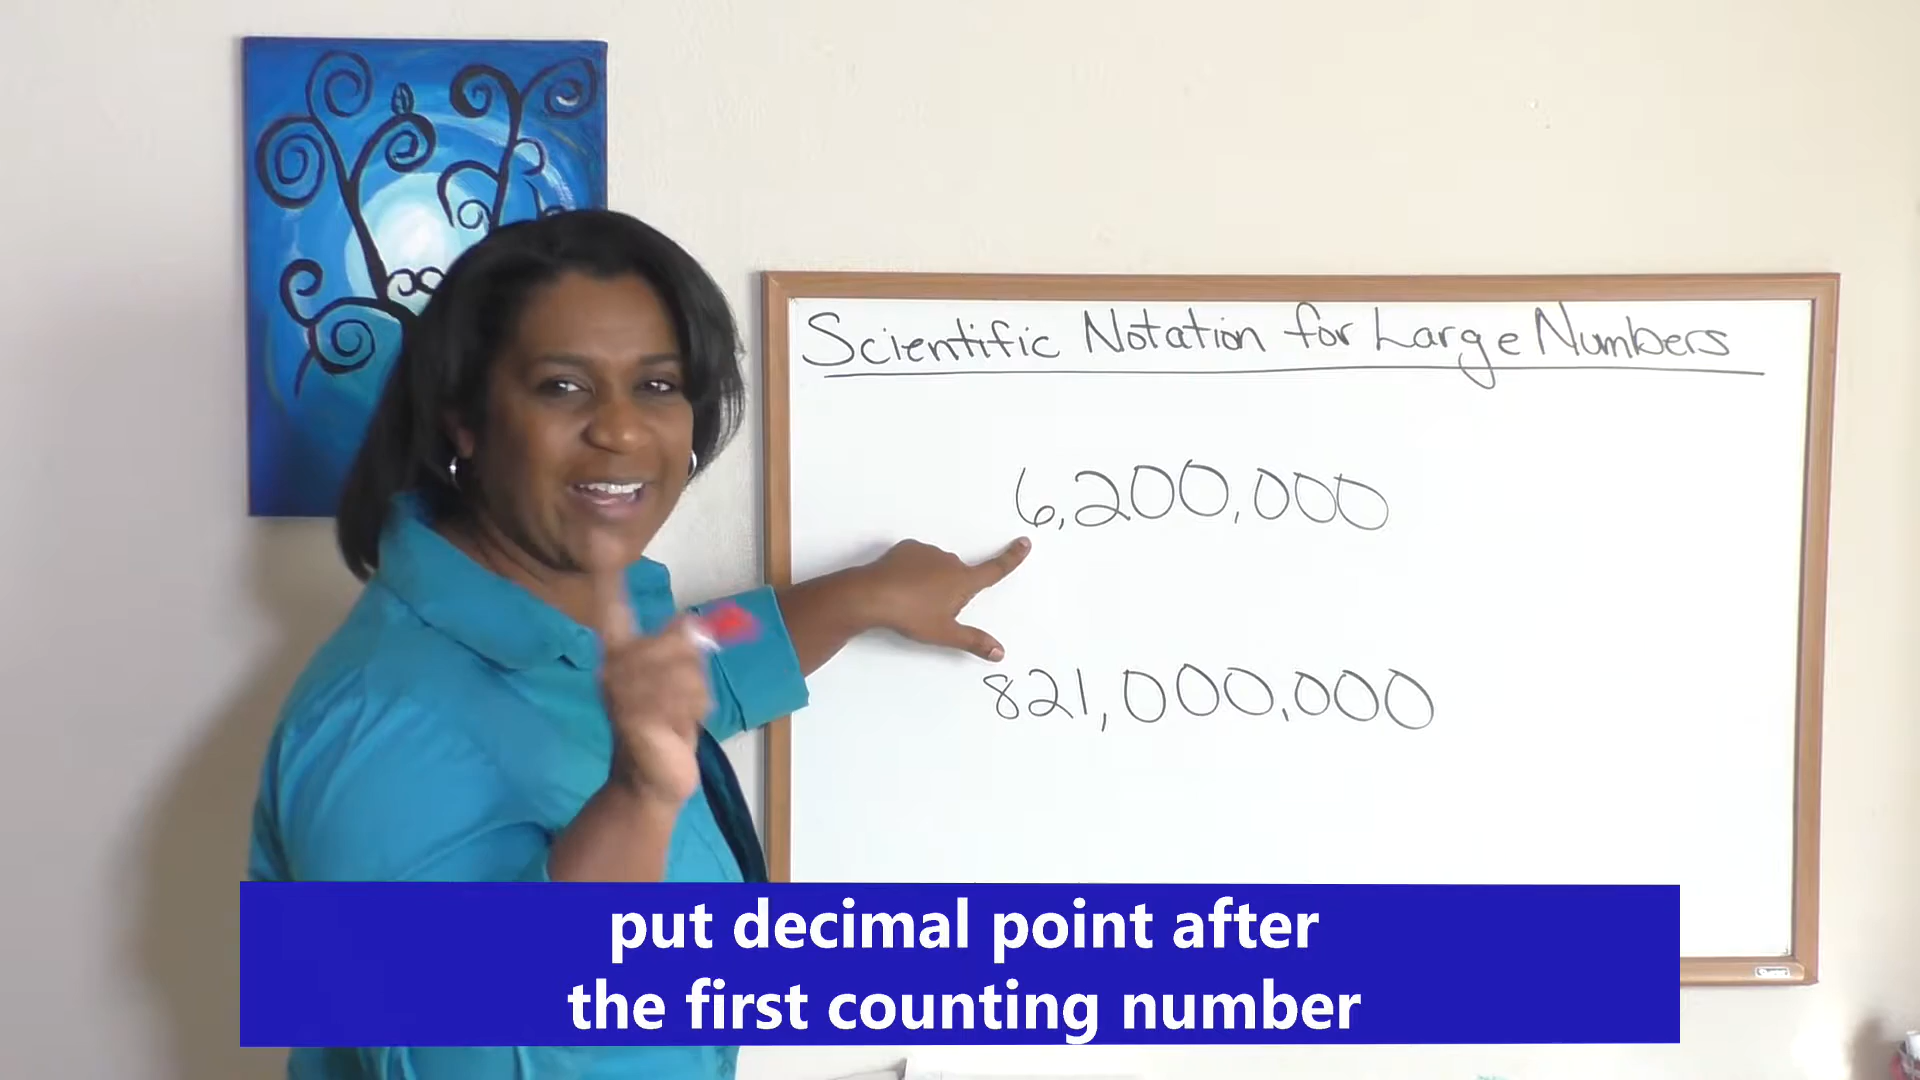 Scientific Notation for Large Numbers
6,200,000
821,000,000
put decimal point after
the first counting number